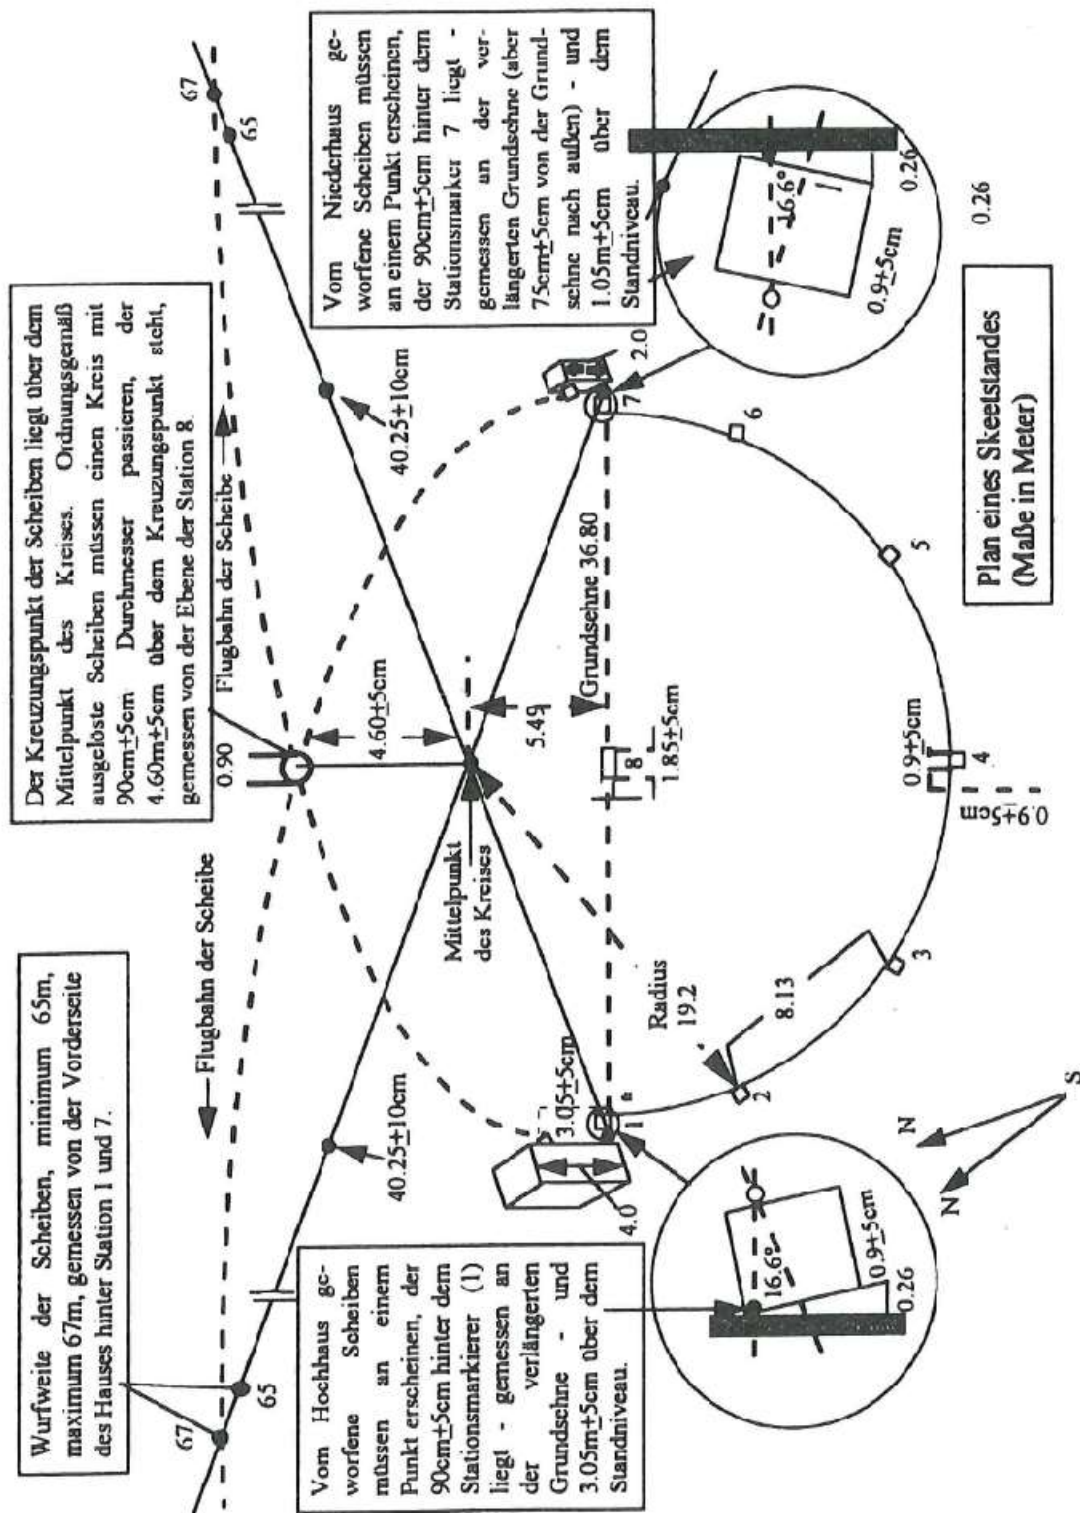 Wurfweite der Scheiben, minimum 65m,
maximum 67m, gemessen von der Vorderseite
des Hauses hinter Station 1 und 7.
Der Kreuzungspunkt der Scheiben liegt über dem
Mittelpunkt des Kreises. Ordnungsgemäß
ausgelöste Scheiben müssen einen Kreis mit
90cm±5cm Durchmesser passieren, der
4.60m±5cm über dem Kreuzungspunkt steht,
gemessen von der Ebene der Station 8.
67
65
Flugbahn der Scheibe
0.90
Flugbahn der Scheibe
67
65
40.25±10cm
4.60±5cm
40.25±10cm
Mittelpunkt
des Kreises
5.49
Grundsehne 36.80
Vom Hochhaus ge-
worfene Scheiben
müssen an einem
Punkt erscheinen, der
90cm±5cm hinter dem
Stationsmarkierer (1)
liegt - gemessen an
der verlängerten
Grundsehne - und
3.05m±5cm über dem
Standniveau.
Vom Niederhaus ge-
worfene Scheiben müssen
an einem Punkt erscheinen,
der 90cm±5cm hinter dem
Stationsmarker 7 liegt -
gemessen an der ver-
längerten Grundsehne (aber
75cm±5cm von der Grund-
sehne nach außen) - und
1.05m±5cm über dem
Standniveau.
3.05±5cm
4.0
1
2.0
7
8
1.85±5cm
Radius
19.2
2
8.13
3
0.9±5cm
4
0.9±5cm
5
6
16.6°
0.9±5cm
0.26
16.6°
0.9±5cm
0.26
0.26
N
N
S
Plan eines Skeetstandes
(Maße in Meter)